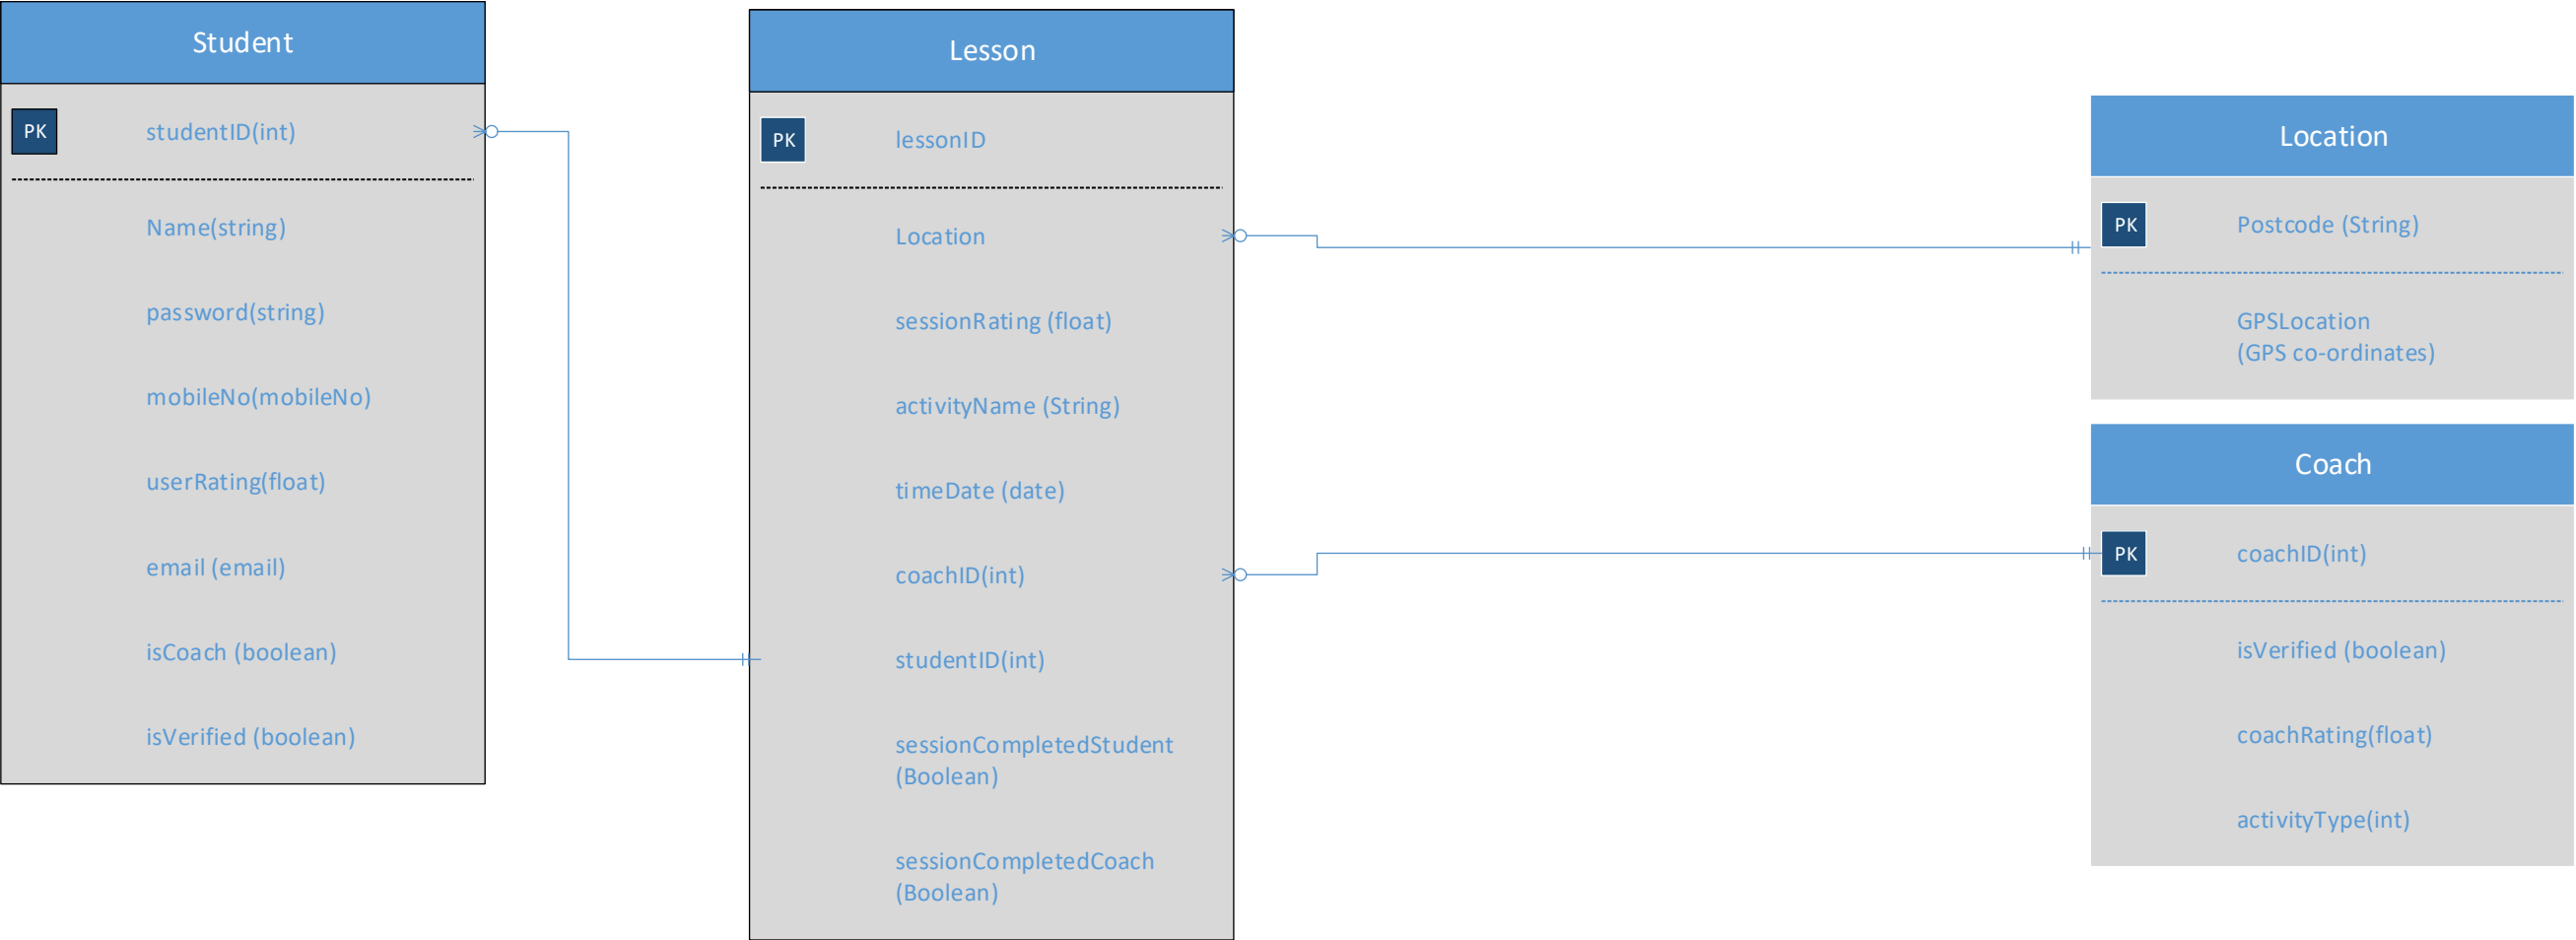 Student
PK
studentID(int)
Name(string)
password(string)
mobileNo(mobileNo)
userRating(float)
email (email)
isCoach (boolean)
isVerified (boolean)
Lesson
PK
lessonID
Location
sessionRating (float)
activityName (String)
timeDate (date)
coachID(int)
studentID(int)
sessionCompletedStudent
(Boolean)
sessionCompletedCoach
(Boolean)
Location
PK
Postcode (String)
GPSLocation
(GPS co-ordinates)
Coach
PK
coachID(int)
isVerified (boolean)
coachRating(float)
activityType(int)